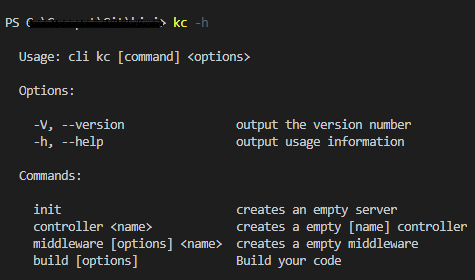 PS C:\ > kc -h
Usage: cli kc [command] <options>
Options:
-V, --version output the version number
-h, --help output usage information
Commands:
init creates an empty server
controller <name> creates a empty [name] controller
middleware [options] <name> creates a empty middleware
build [options] Build your code